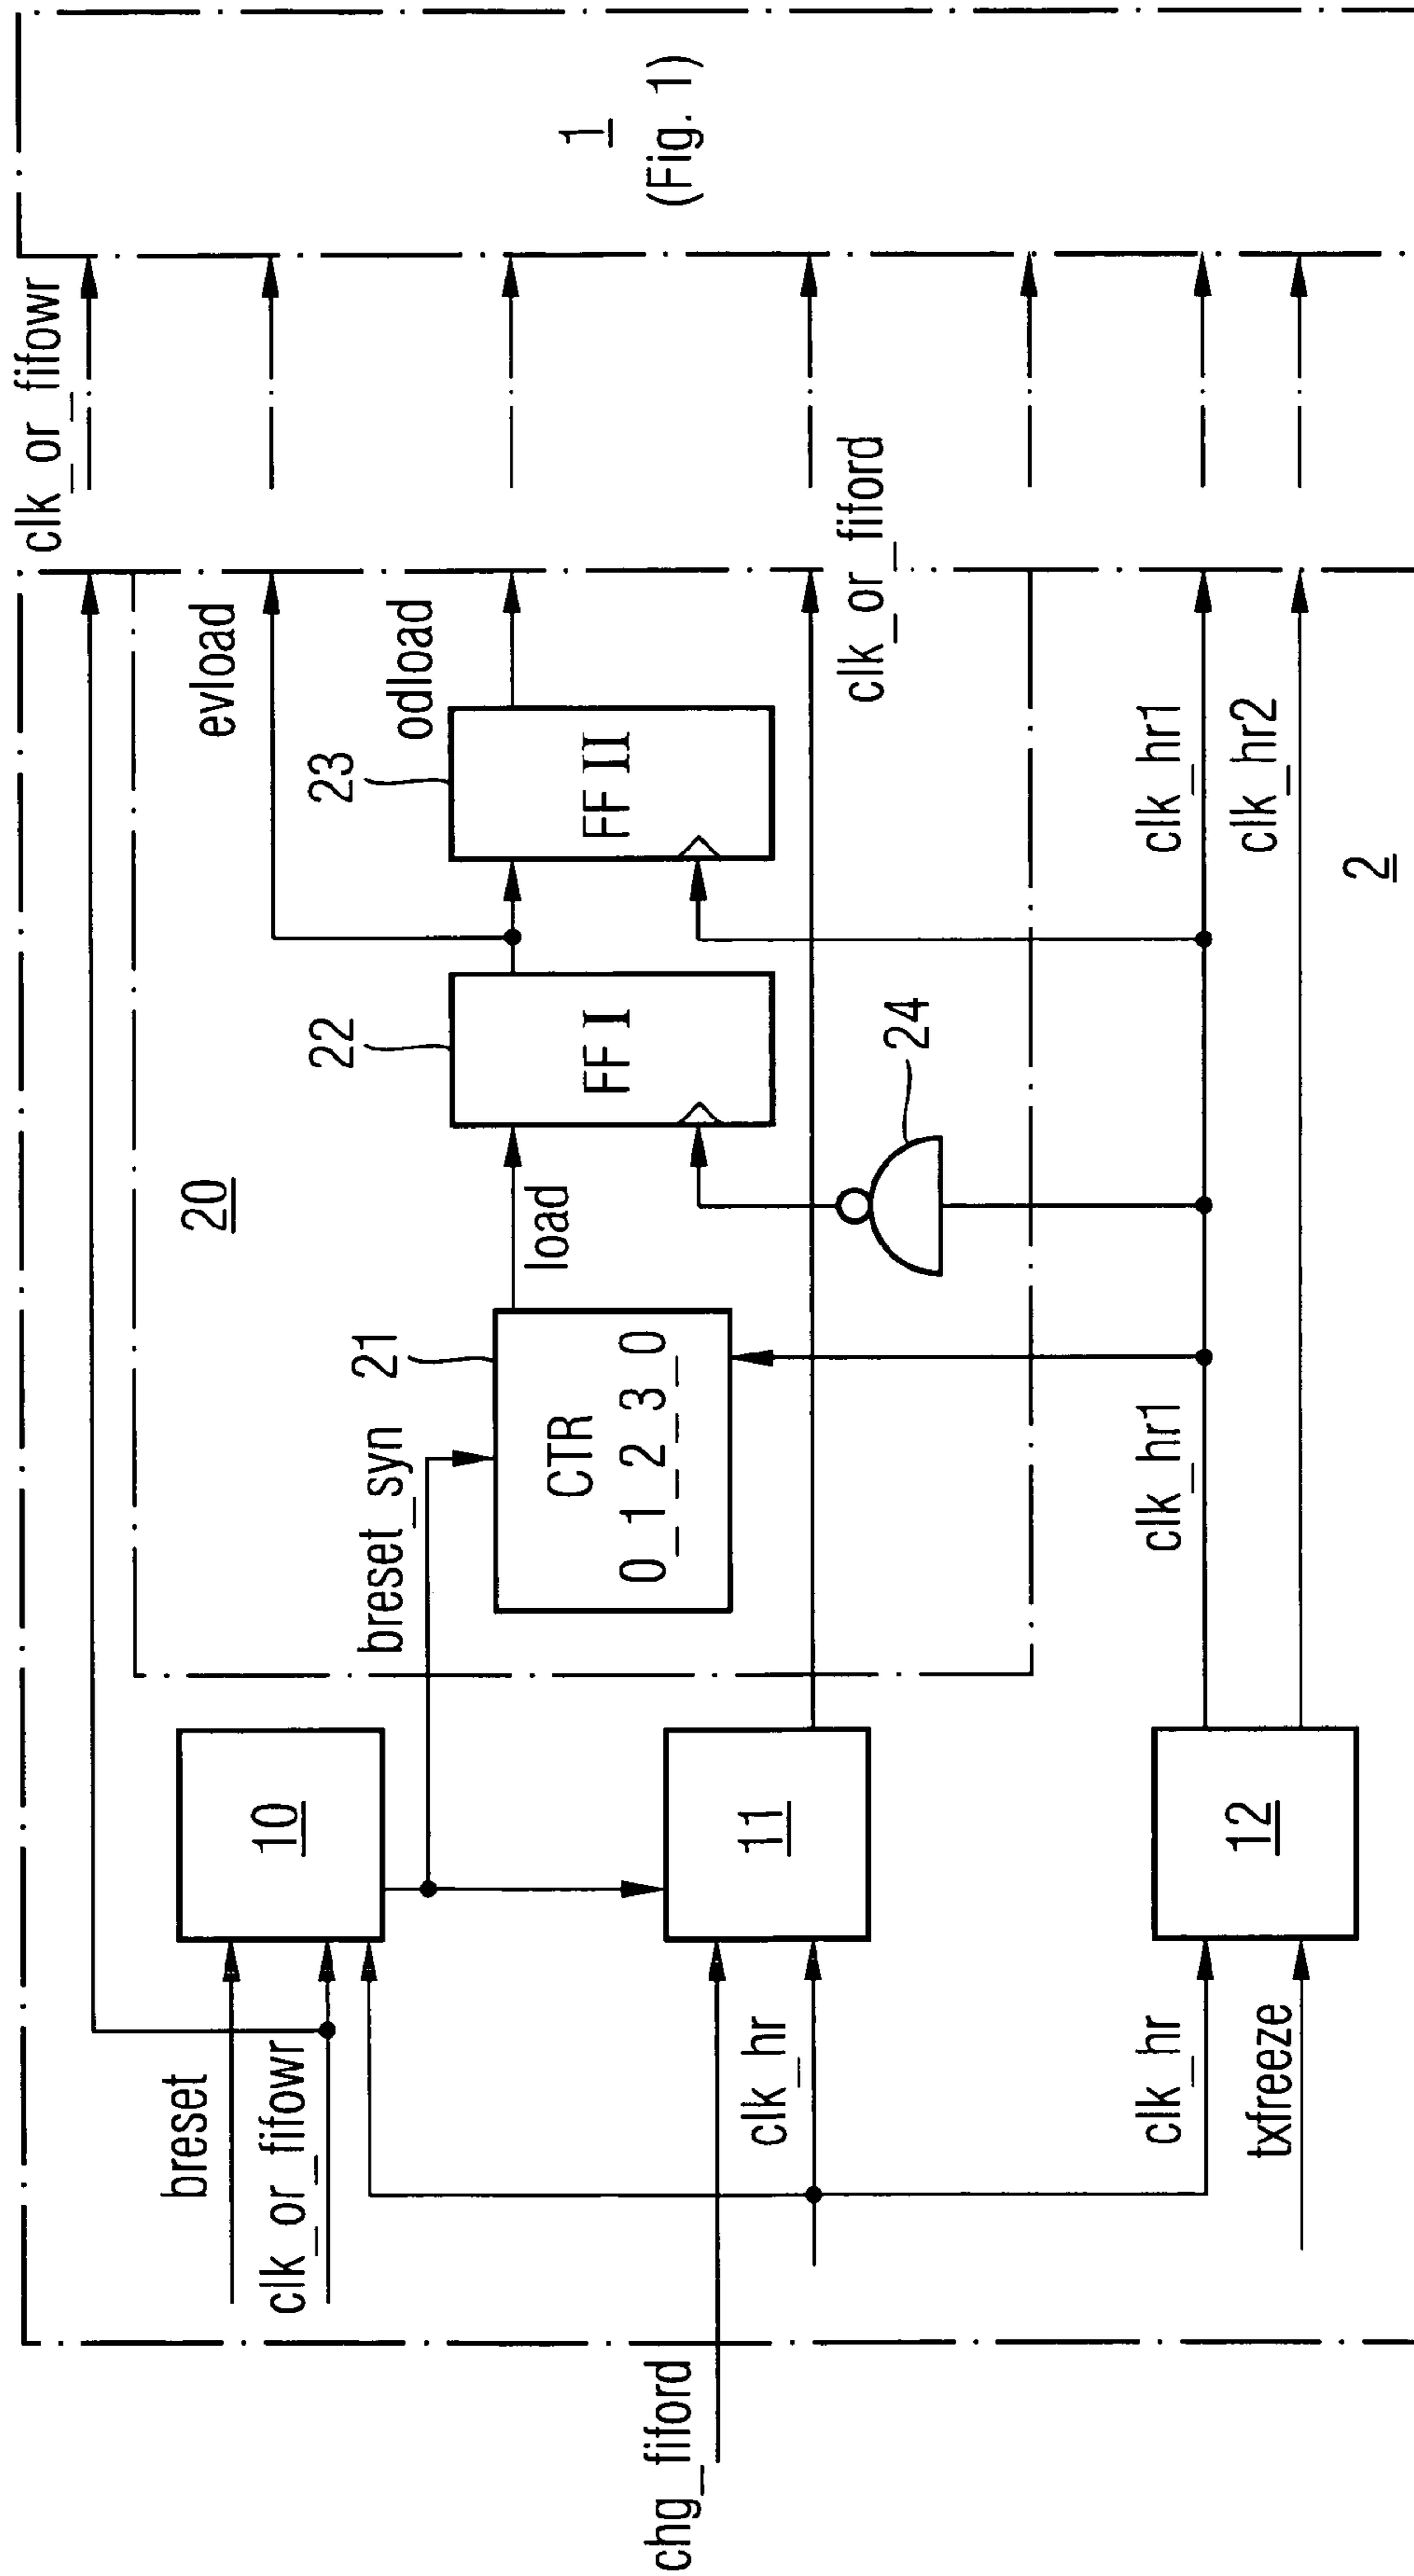 clk_or_fifowr
1
(Fig. 1)
evload
odload
clk_or_fiford
23
FF II
22
FF I
24
20
load
clk_hr1
clk_hr2
2
21
CTR
0_1_2_3_0
breset_syn
clk_hr1
10
11
12
breset
clk_or_fifowr
clk_hr
clk_hr
txfreeze
chg_fiford